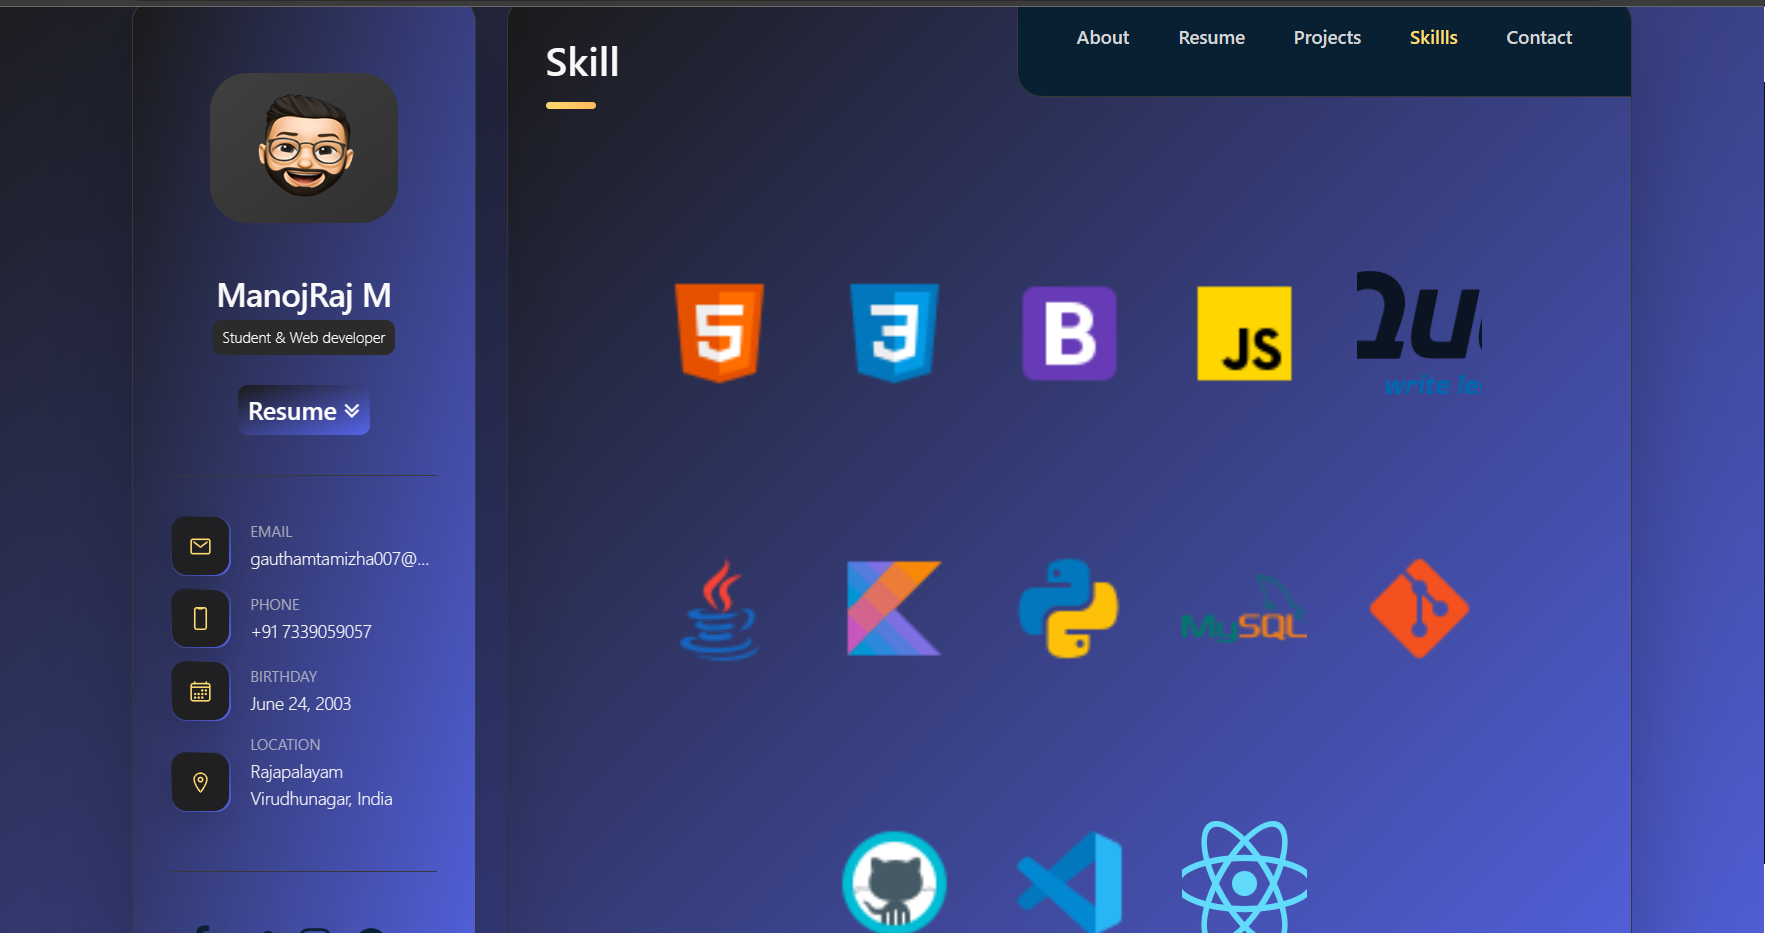 About Resume Projects Skillls Contact
Skill
ManojRaj M
Student & Web developer
Resume
EMAIL
gauthamtamizha007@...
PHONE
+91 7339059057
BIRTHDAY
June 24, 2003
LOCATION
Rajapalayam
Virudhunagar, India
5
3
B
JS
write le
MySQL